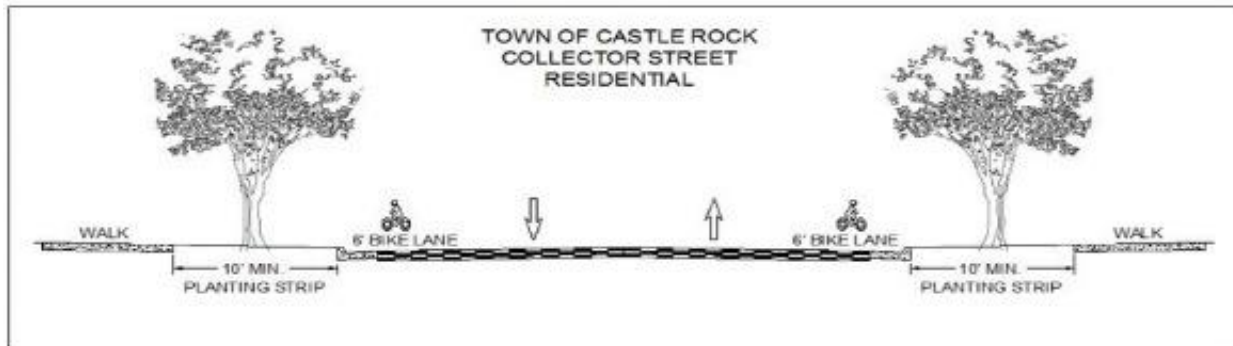 TOWN OF CASTLE ROCK
COLLECTOR STREET
RESIDENTIAL
WALK
6' BIKE LANE
6' BIKE LANE
WALK
10' MIN.
PLANTING STRIP
10' MIN.
PLANTING STRIP